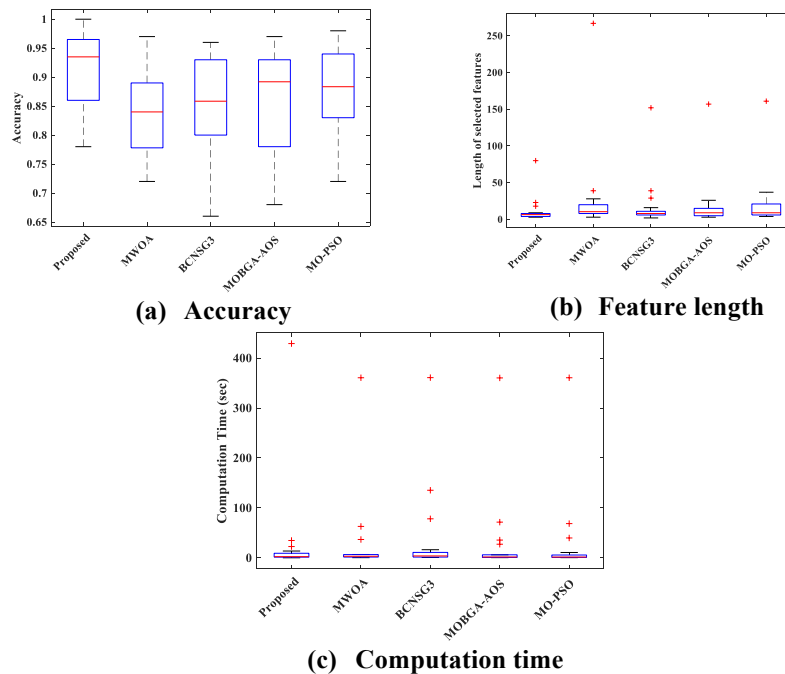 1
0.95
0.9
0.85
0.8
0.75
0.7
0.65
Accuracy
Proposed
MWOA
BCNSG3
MOBGA-AOS
MO-PSO
(a) Accuracy
250
200
150
100
50
0
Length of selected features
Proposed
MWOA
BCNSG3
MOBGA-AOS
MO-PSO
(b) Feature length
400
300
200
100
0
Computation Time (sec)
Proposed
MWOA
BCNSG3
MOBGA-AOS
MO-PSO
(c) Computation time